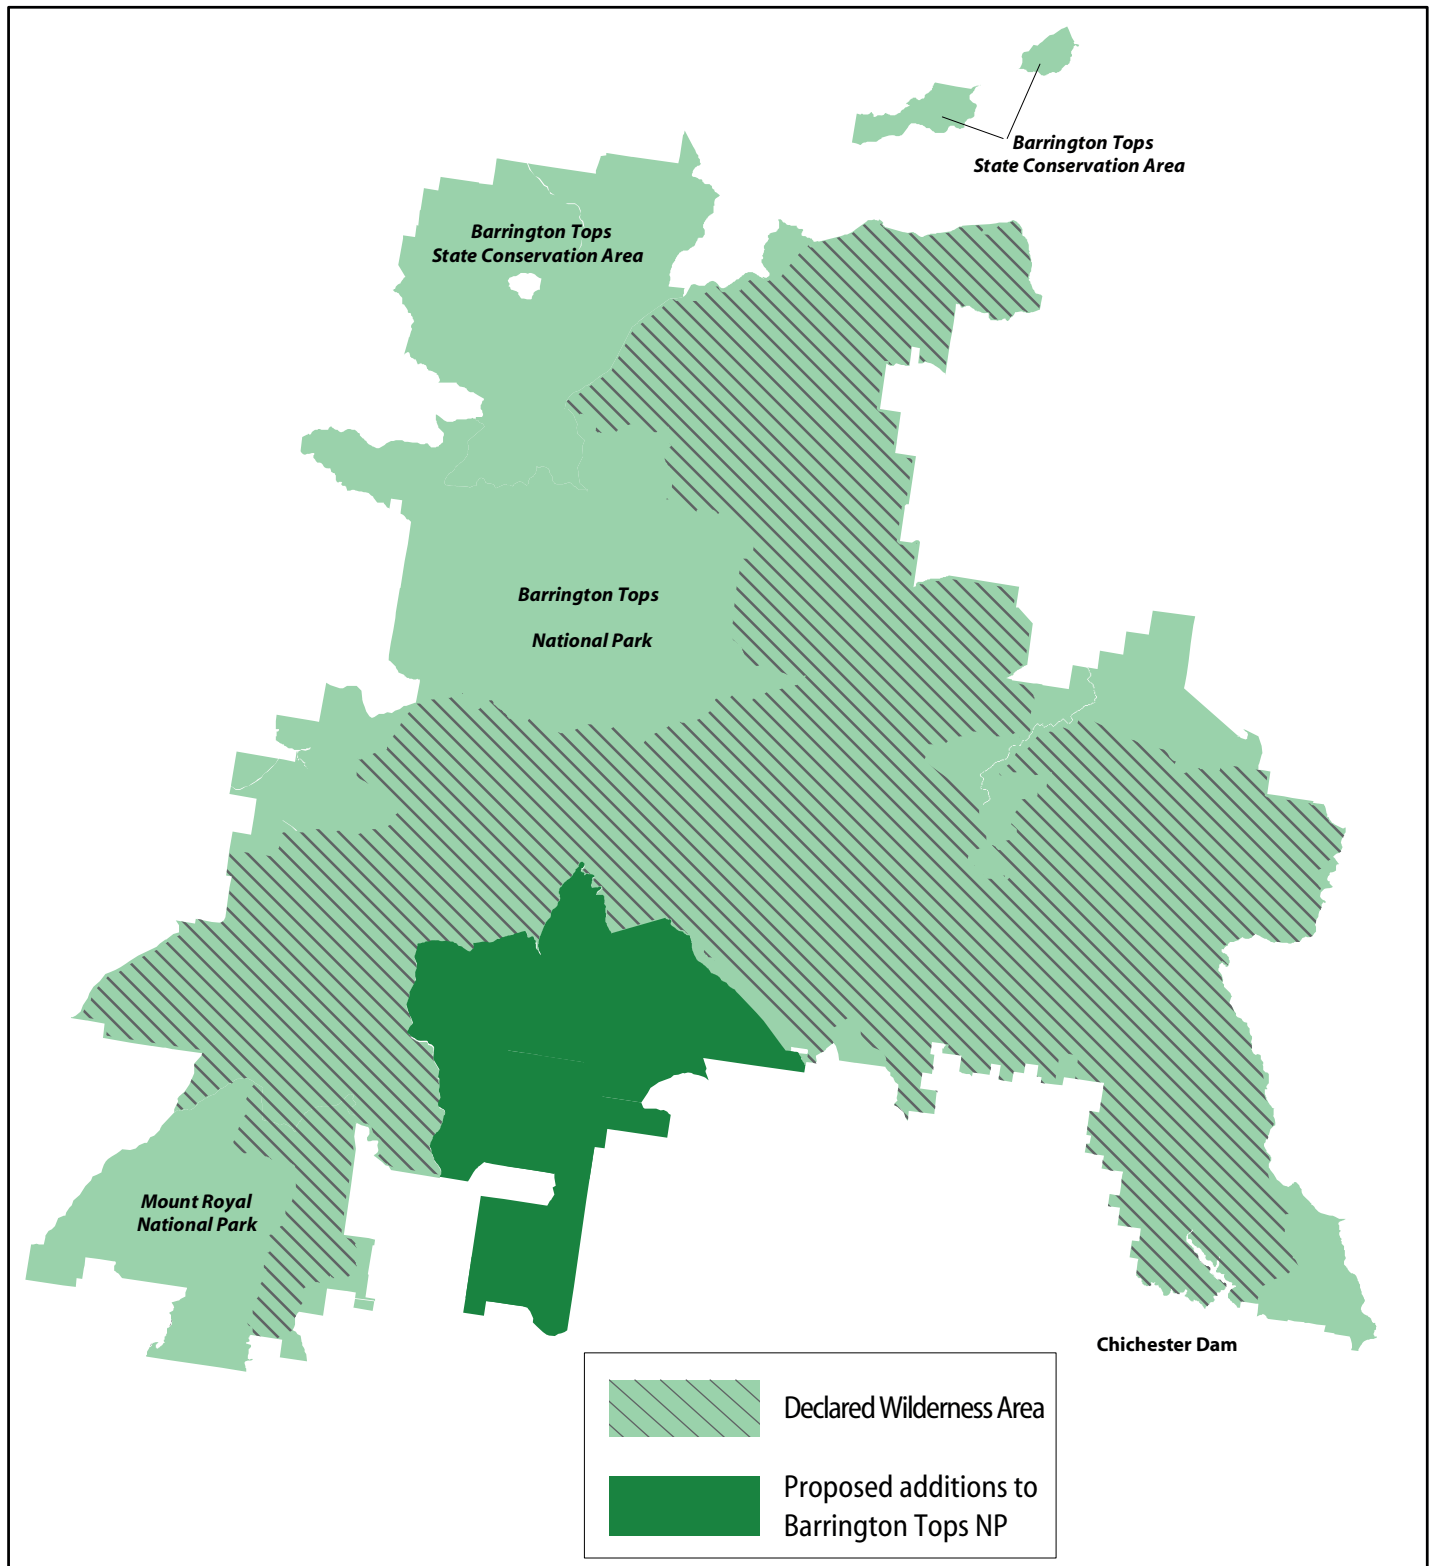 Barrington Tops
State Conservation Area
Barrington Tops
State Conservation Area
Barrington Tops
National Park
Mount Royal
National Park
Chichester Dam
Declared Wilderness Area
Proposed additions to
Barrington Tops NP